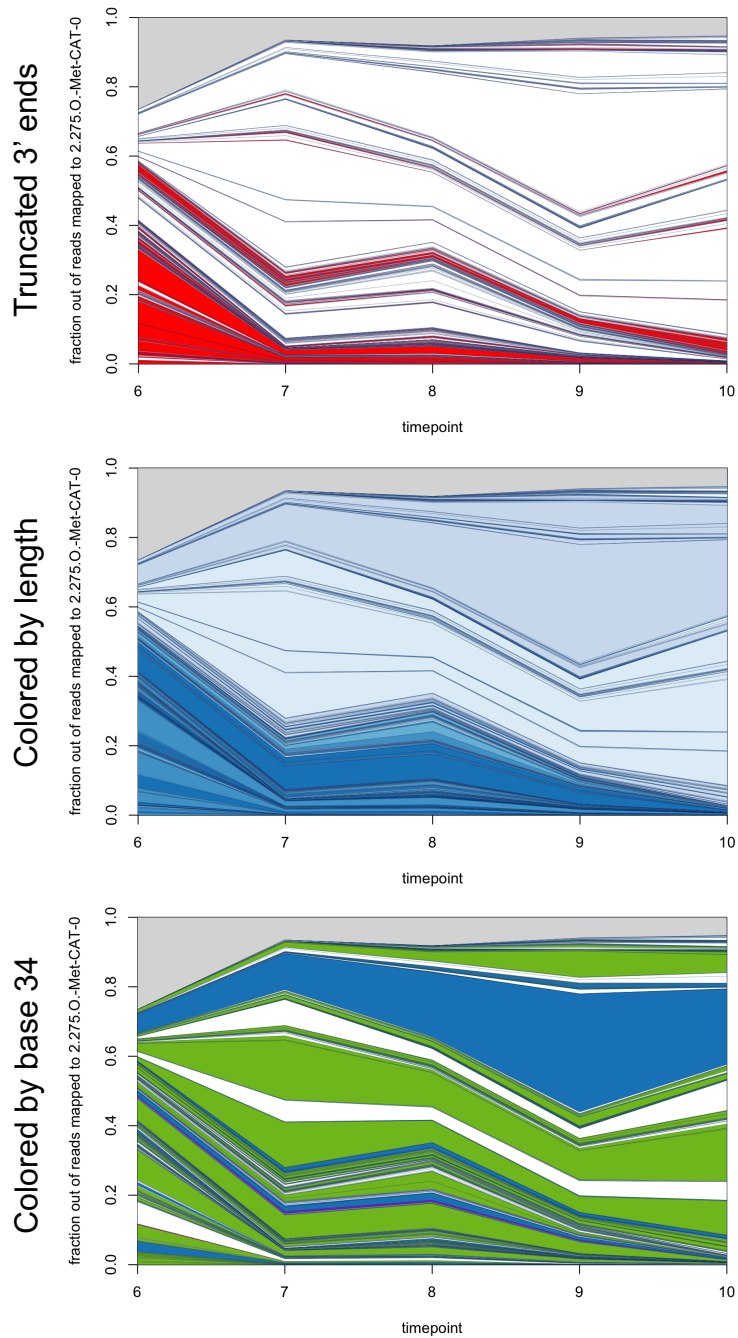 Truncated 3’ ends
fraction out of reads mapped to 2.275.O.-Met-CAT-0
1.0
0.8
0.6
0.4
0.2
0.0
6 7 8 9 10
timepoint
Colored by length
fraction out of reads mapped to 2.275.O.-Met-CAT-0
1.0
0.8
0.6
0.4
0.2
0.0
6 7 8 9 10
timepoint
Colored by base 34
fraction out of reads mapped to 2.275.O.-Met-CAT-0
1.0
0.8
0.6
0.4
0.2
0.0
6 7 8 9 10
timepoint